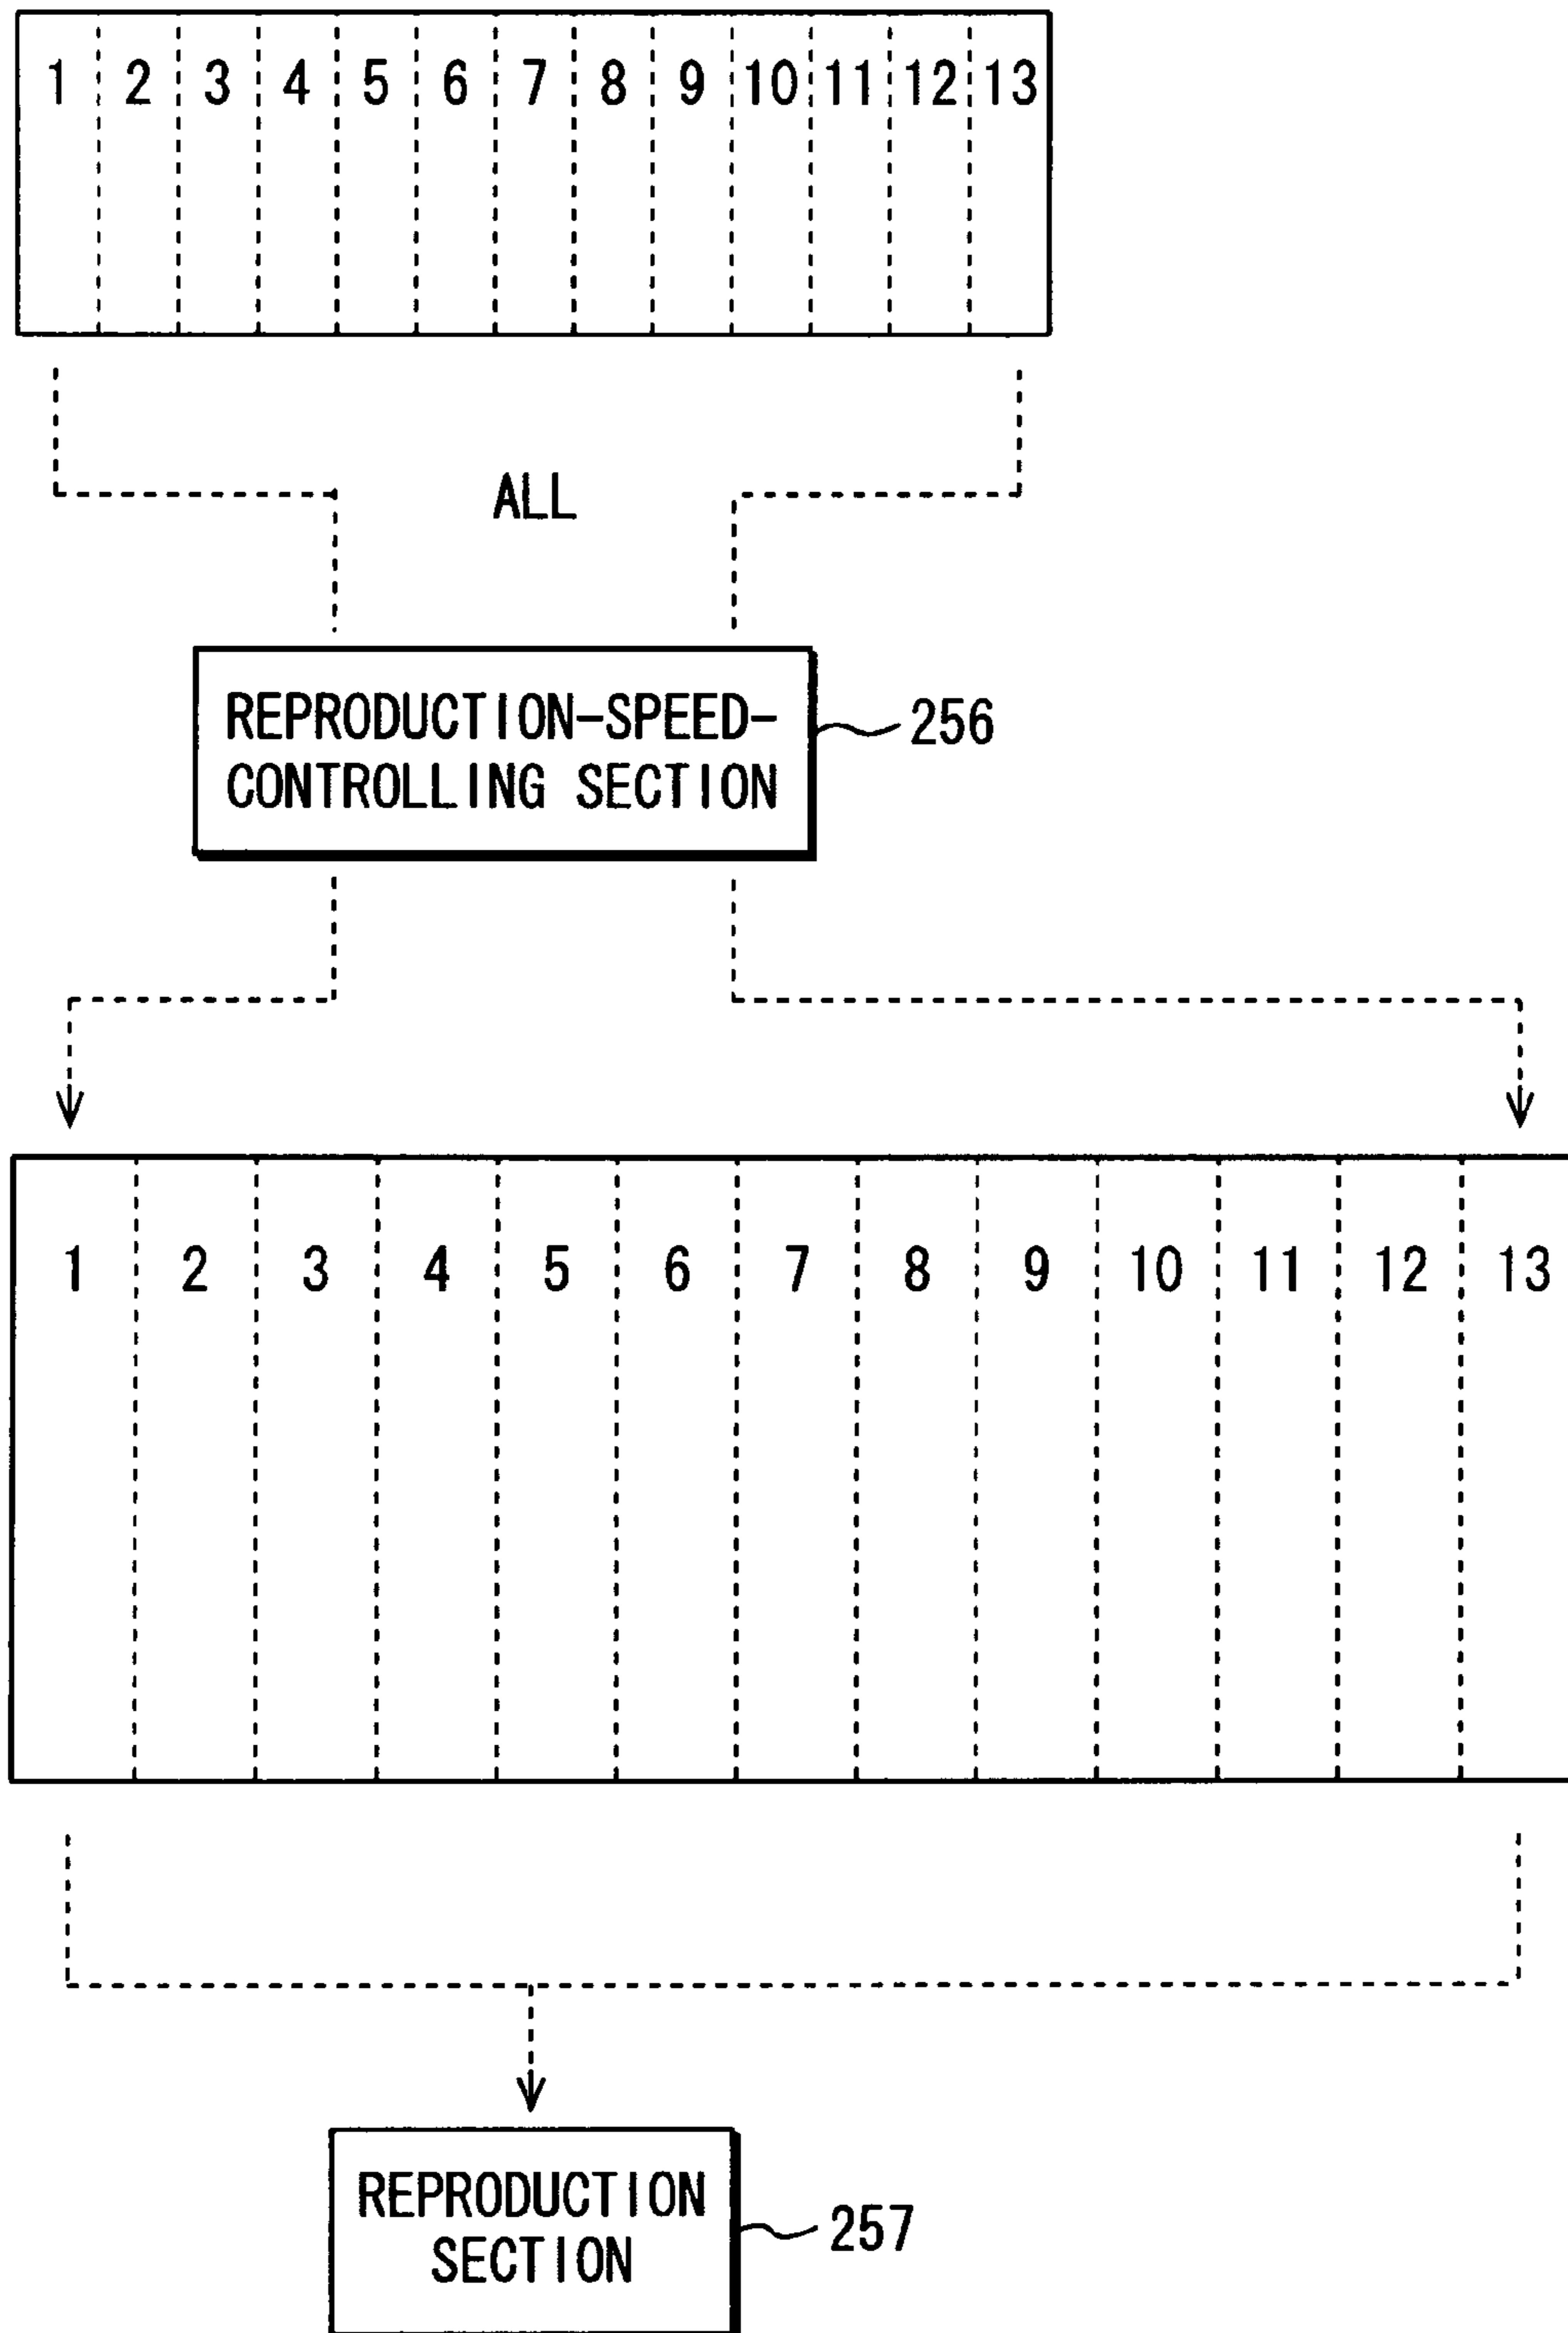 1 2 3 4 5 6 7 8 9 10 11 12 13
ALL
REPRODUCTION-SPEED-
CONTROLLING SECTION
256
1 2 3 4 5 6 7 8 9 10 11 12 13
REPRODUCTION
SECTION
257